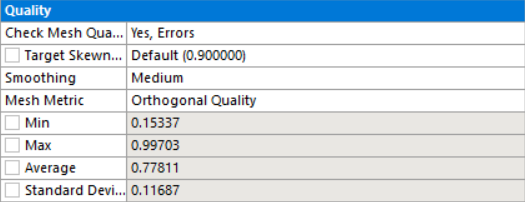 Quality
Check Mesh Qua... Yes, Errors
Target Skewn... Default (0.900000)
Smoothing Medium
Mesh Metric Orthogonal Quality
Min 0.15337
Max 0.99703
Average 0.77811
Standard Devi... 0.11687